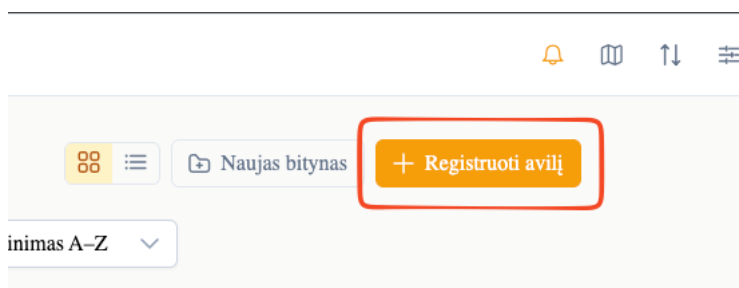 Naujas bitynas
+ Registruoti avilį
inimas A–Z